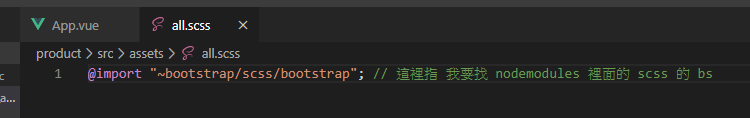 App.vue
all.scss
product > src > assets > all.scss
1 @import "~bootstrap/scss/bootstrap"; // 這裡指 我要找 nodemodules 裡面的 scss 的 bs
c
a...